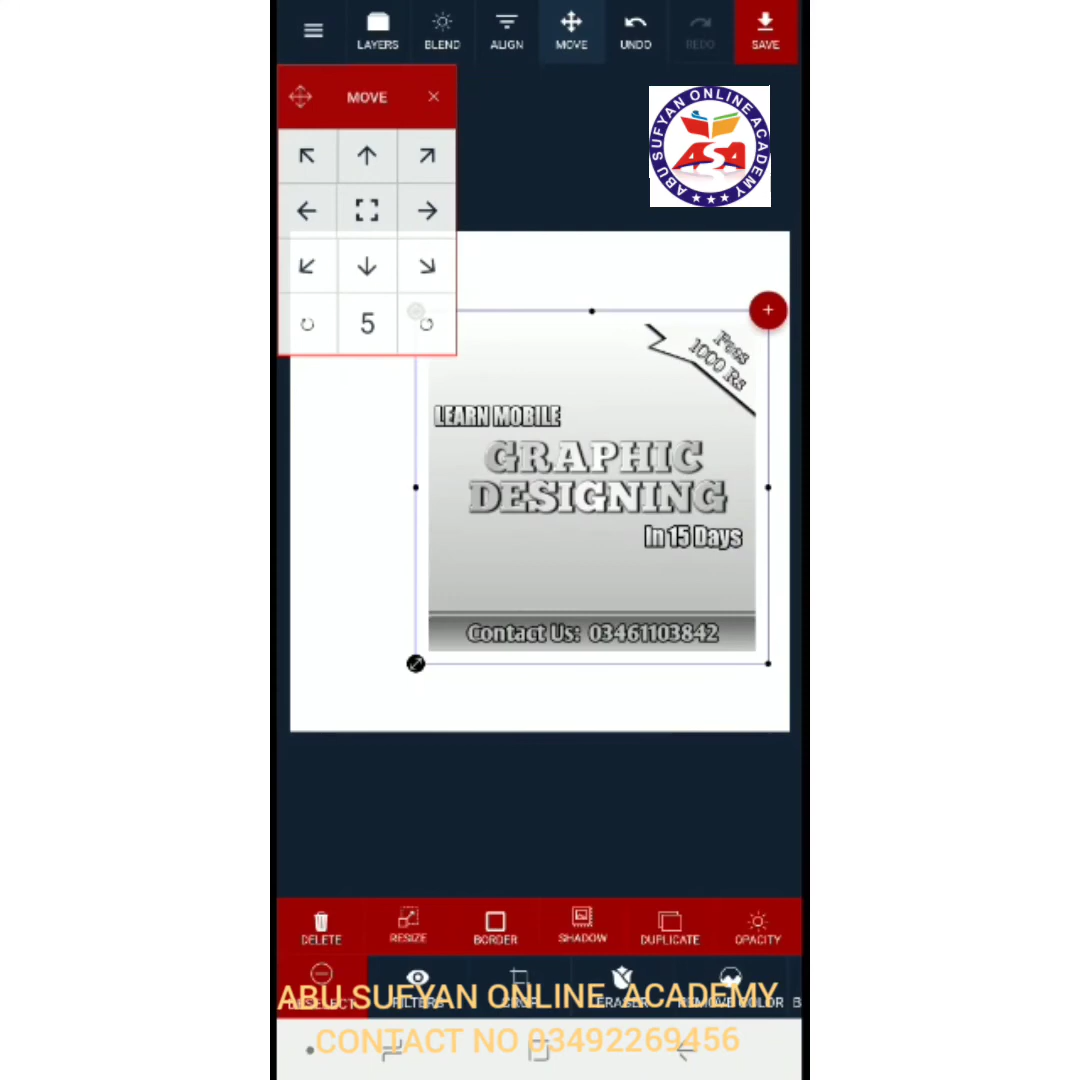 LAYERS BLEND ALIGN MOVE UNDO REDO SAVE
MOVE
5
ABU SUFYAN ONLINE ACADEMY
ASA
Fees
1000 Rs
LEARN MOBILE
GRAPHIC
DESIGNING
In 15 Days
Contact Us: 03461103842
DELETE RESIZE BORDER SHADOW DUPLICATE OPACITY
DESELECT FILTERS CROP ERASER REMOVE COLOR B
ABU SUFYAN ONLINE ACADEMY
CONTACT NO 03492269456